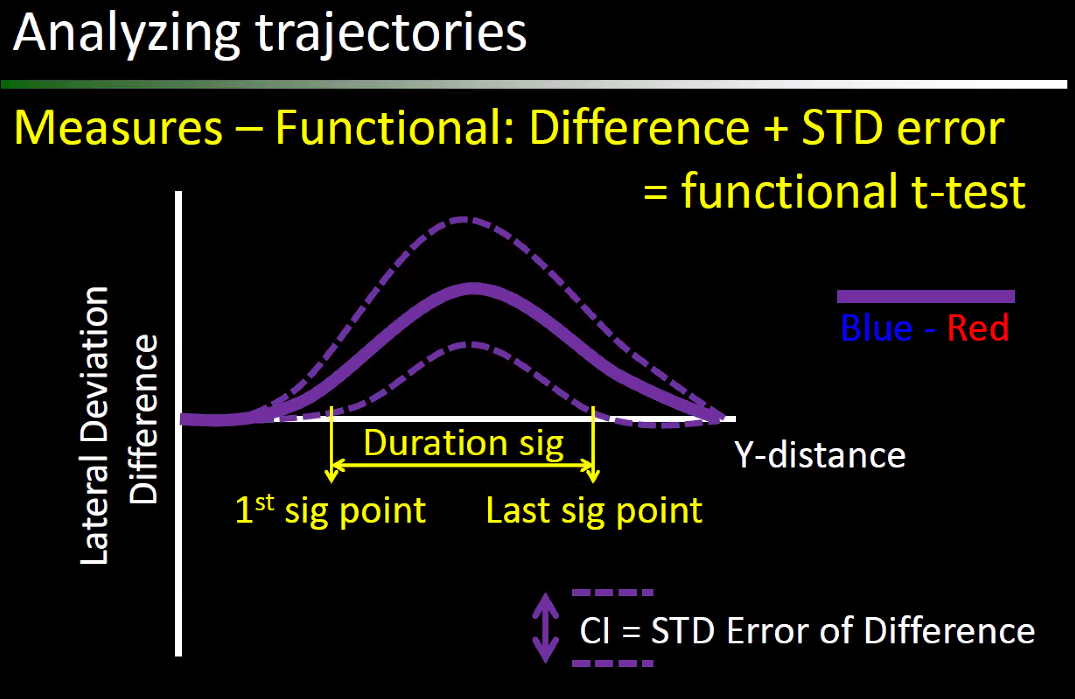 Analyzing trajectories
Measures – Functional: Difference + STD error
= functional t-test
Lateral Deviation
Difference
Blue - Red
Duration sig
Y-distance
1st sig point
Last sig point
CI = STD Error of Difference